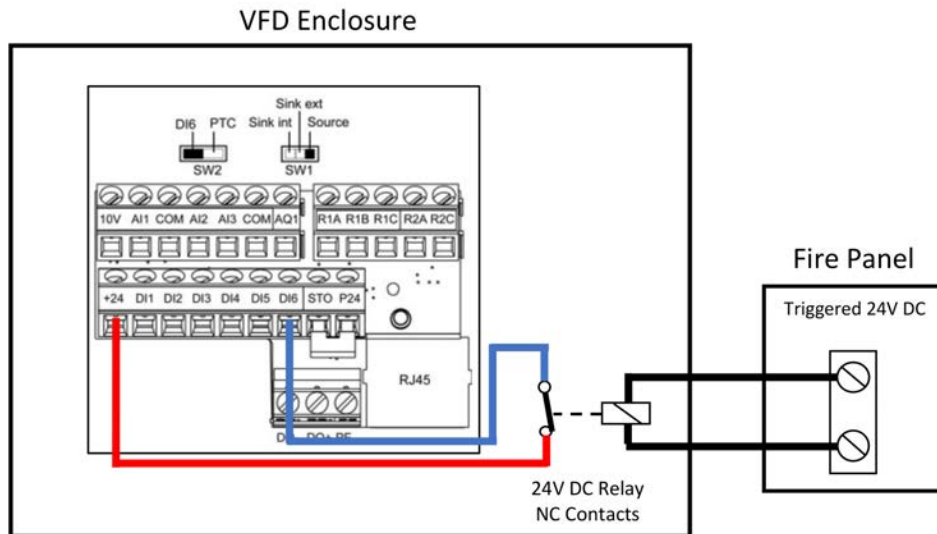 VFD Enclosure
Sink ext
DI6 PTC Sink int Source
SW2 SW1
10V AI1 COM AI2 AI3 COM AQ1 R1A R1B R1C R2A R2C
+24 DI1 DI2 DI3 DI4 DI5 DI6 STO P24
RJ45
Fire Panel
Triggered 24V DC
24V DC Relay
NC Contacts